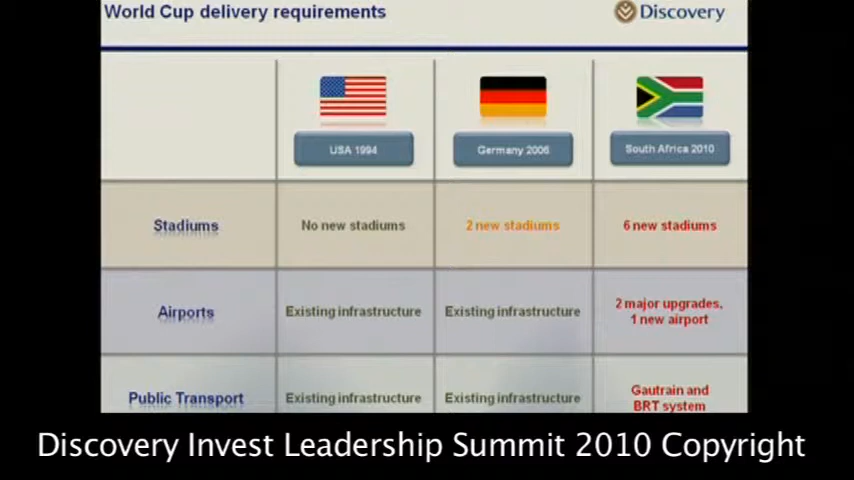 World Cup delivery requirements
Discovery
USA 1994
Germany 2006
South Africa 2010
Stadiums
No new stadiums
2 new stadiums
6 new stadiums
Airports
Existing infrastructure
Existing infrastructure
2 major upgrades,
1 new airport
Public Transport
Existing infrastructure
Existing infrastructure
Gautrain and
BRT system
Discovery Invest Leadership Summit 2010 Copyright